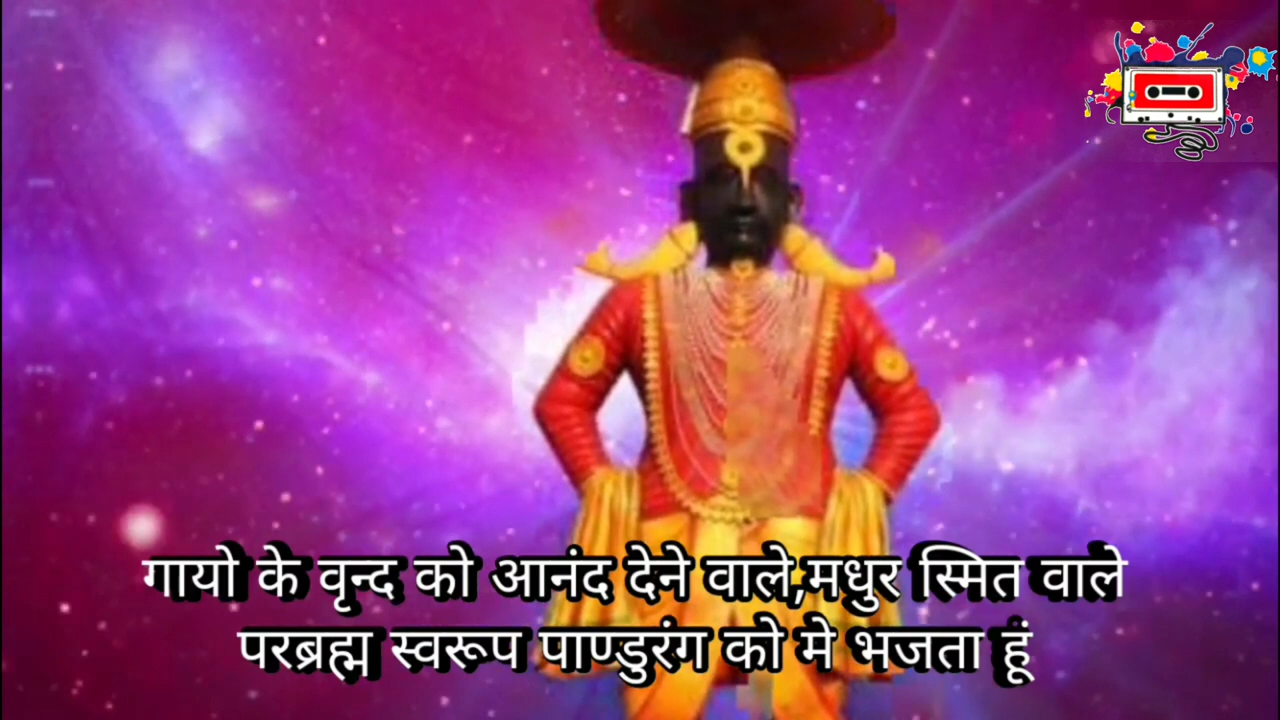 गायो के वृन्द को आनंद देने वाले,मधुर स्मित वाले
परब्रह्म स्वरूप पाण्डुरंग को मे भजता हूं